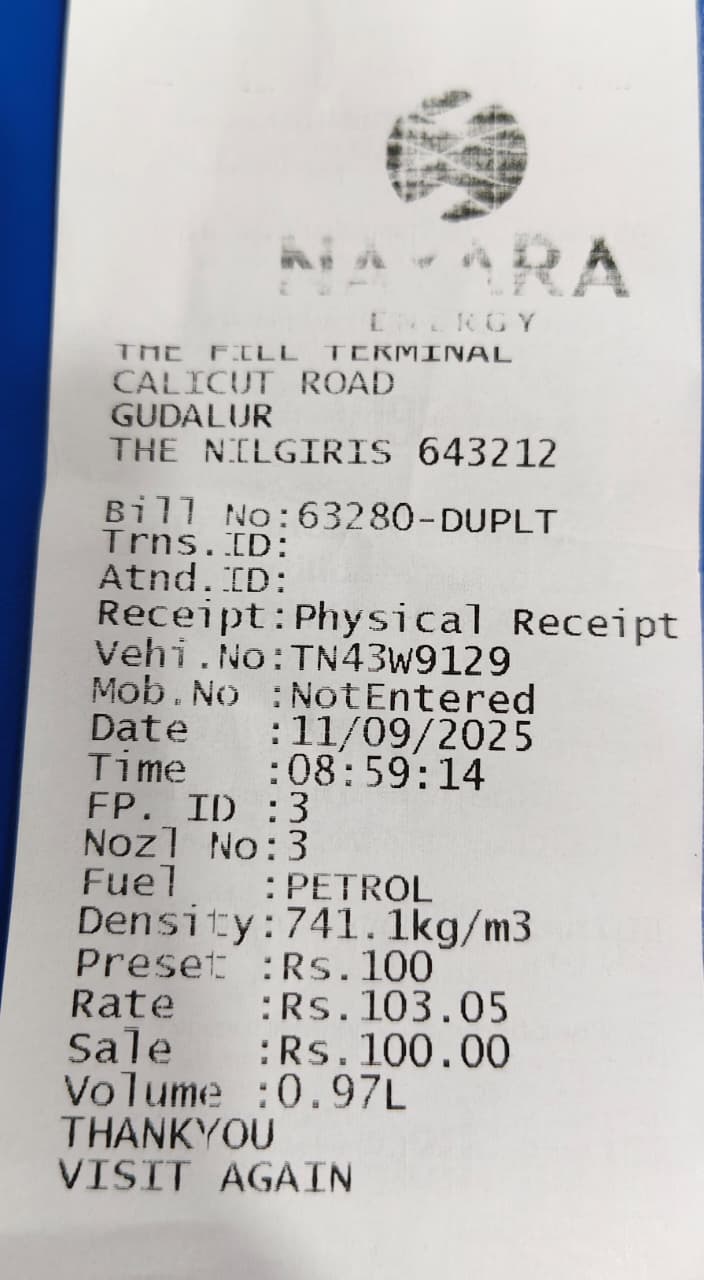 NAYARA
ENERGY
THE FILL TERMINAL
CALICUT ROAD
GUDALUR
THE NILGIRIS 643212
Bill No:63280-DUPLT
Trns.ID:
Atnd.ID:
Receipt:Physical Receipt
Vehi.No:TN43W9129
Mob.No :NotEntered
Date :11/09/2025
Time :08:59:14
FP. ID :3
Nozl No:3
Fuel :PETROL
Density:741.1kg/m3
Preset :Rs.100
Rate :Rs.103.05
Sale :Rs.100.00
Volume :0.97L
THANKYOU
VISIT AGAIN